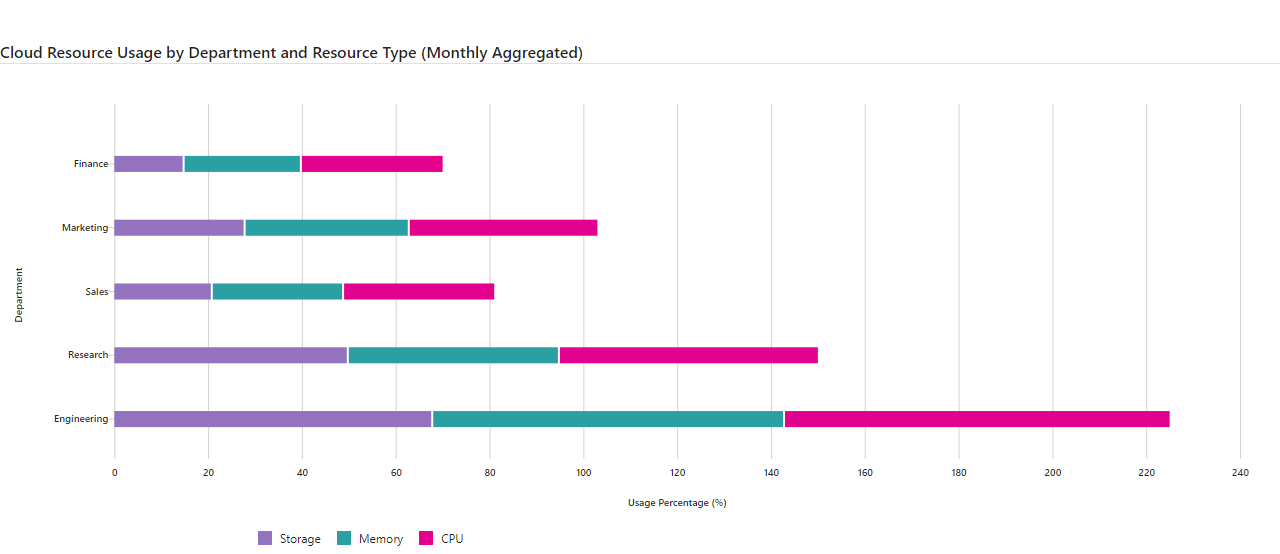 Cloud Resource Usage by Department and Resource Type (Monthly Aggregated)
Finance
Marketing
Sales
Research
Engineering
Department
0 20 40 60 80 100 120 140 160 180 200 220 240
Usage Percentage (%)
Storage Memory CPU